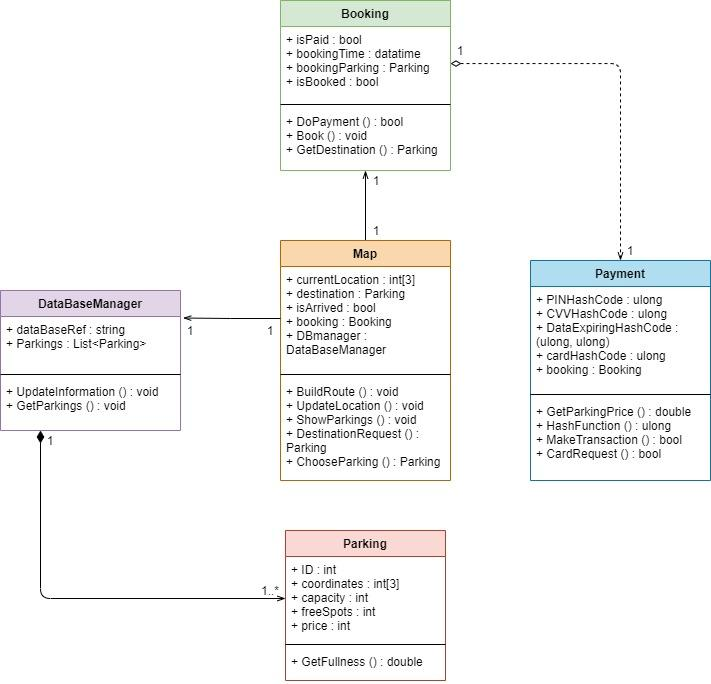 Booking
+ isPaid : bool
+ bookingTime : datatime
+ bookingParking : Parking
+ isBooked : bool
+ DoPayment () : bool
+ Book () : void
+ GetDestination () : Parking
1
1
1
1
Map
+ currentLocation : int[3]
+ destination : Parking
+ isArrived : bool
+ booking : Booking
+ DBmanager :
DataBaseManager
+ BuildRoute () : void
+ UpdateLocation () : void
+ ShowParkings () : void
+ DestinationRequest () :
Parking
+ ChooseParking () : Parking
Payment
+ PINHashCode : ulong
+ CVVHashCode : ulong
+ DataExpiringHashCode :
(ulong, ulong)
+ cardHashCode : ulong
+ booking : Booking
+ GetParkingPrice () : double
+ HashFunction () : ulong
+ MakeTransaction () : bool
+ CardRequest () : bool
DataBaseManager
+ dataBaseRef : string
+ Parkings : List<Parking>
+ UpdateInformation () : void
+ GetParkings () : void
1
1
1
1..*
Parking
+ ID : int
+ coordinates : int[3]
+ capacity : int
+ freeSpots : int
+ price : int
+ GetFullness () : double